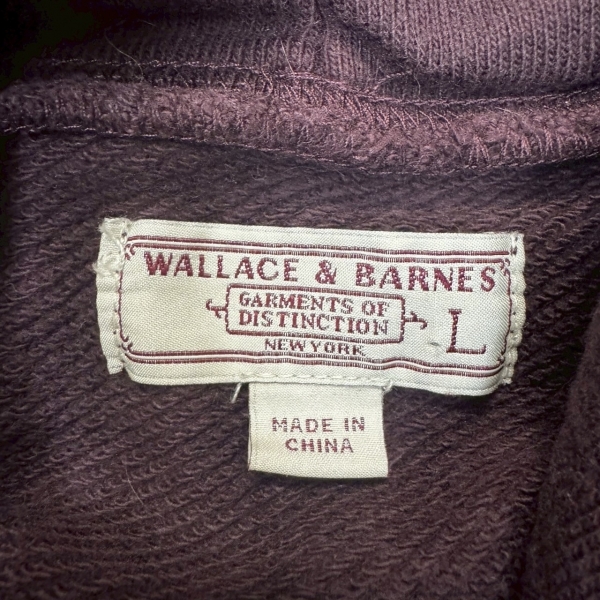 WALLACE & BARNES
GARMENTS OF
DISTINCTION
NEW YORK
L
MADE IN
CHINA